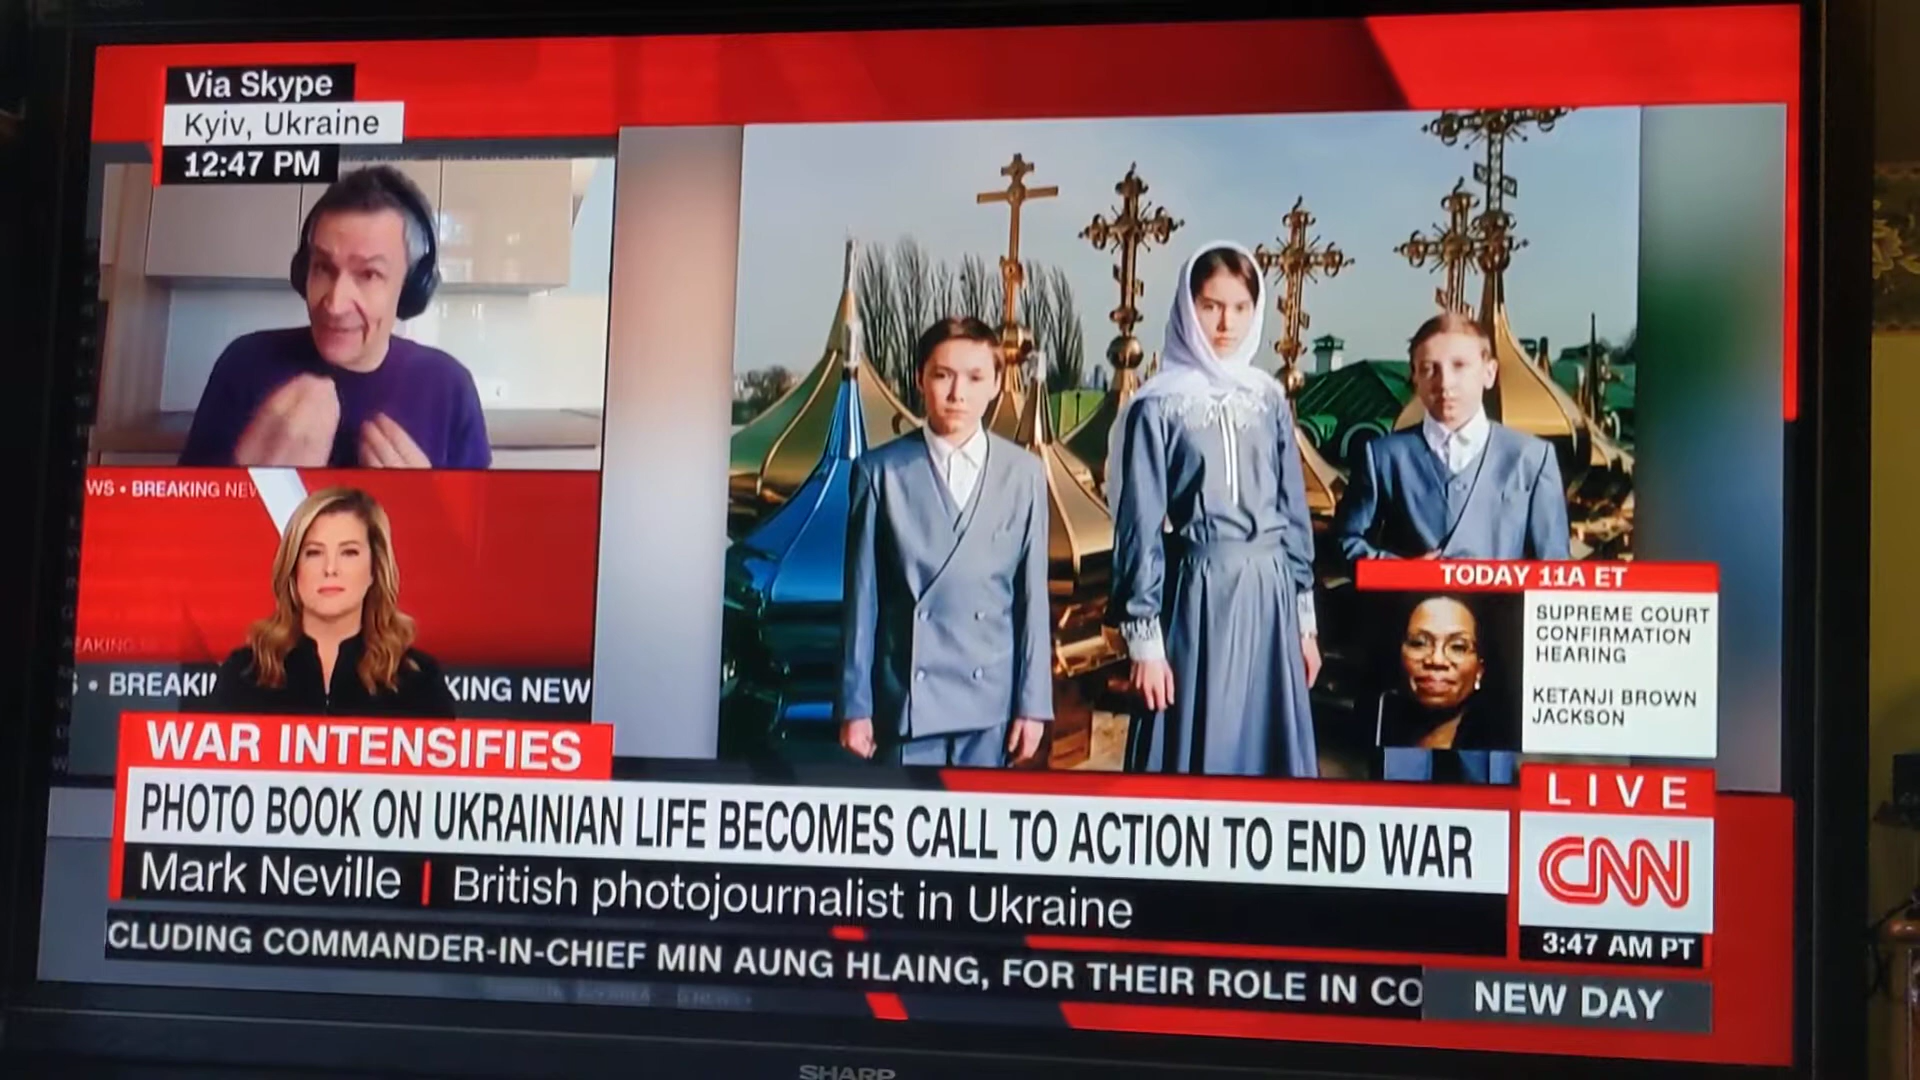 Via Skype
Kyiv, Ukraine
12:47 PM
WS • BREAKING NEW
EAKING
• BREAKI
KING NEW
TODAY 11A ET
SUPREME COURT
CONFIRMATION
HEARING
KETANJI BROWN
JACKSON
WAR INTENSIFIES
PHOTO BOOK ON UKRAINIAN LIFE BECOMES CALL TO ACTION TO END WAR
Mark Neville | British photojournalist in Ukraine
CLUDING COMMANDER-IN-CHIEF MIN AUNG HLAING, FOR THEIR ROLE IN CO
LIVE
CNN
3:47 AM PT
NEW DAY
SHARP